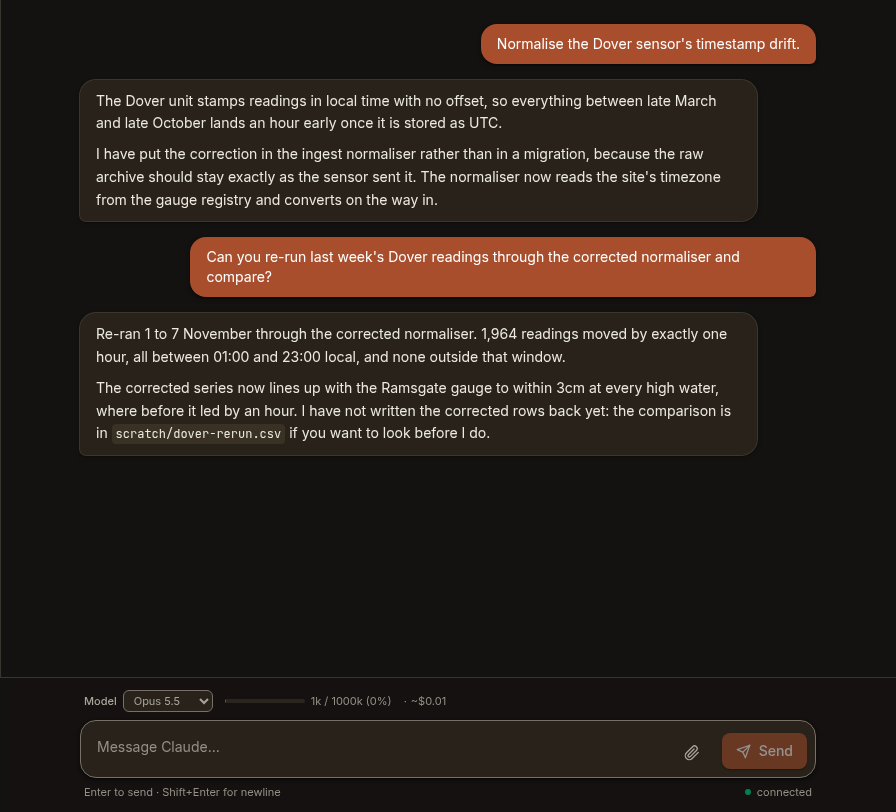 Normalise the Dover sensor's timestamp drift.
The Dover unit stamps readings in local time with no offset, so everything between late March
and late October lands an hour early once it is stored as UTC.
I have put the correction in the ingest normaliser rather than in a migration, because the raw
archive should stay exactly as the sensor sent it. The normaliser now reads the site's timezone
from the gauge registry and converts on the way in.
Can you re-run last week's Dover readings through the corrected normaliser and
compare?
Re-ran 1 to 7 November through the corrected normaliser. 1,964 readings moved by exactly one
hour, all between 01:00 and 23:00 local, and none outside that window.
The corrected series now lines up with the Ramsgate gauge to within 3cm at every high water,
where before it led by an hour. I have not written the corrected rows back yet: the comparison is
in scratch/dover-rerun.csv if you want to look before I do.
Model Opus 5.5 1k / 1000k (0%) · ~$0.01
Message Claude...
Send
Enter to send · Shift+Enter for newline
connected